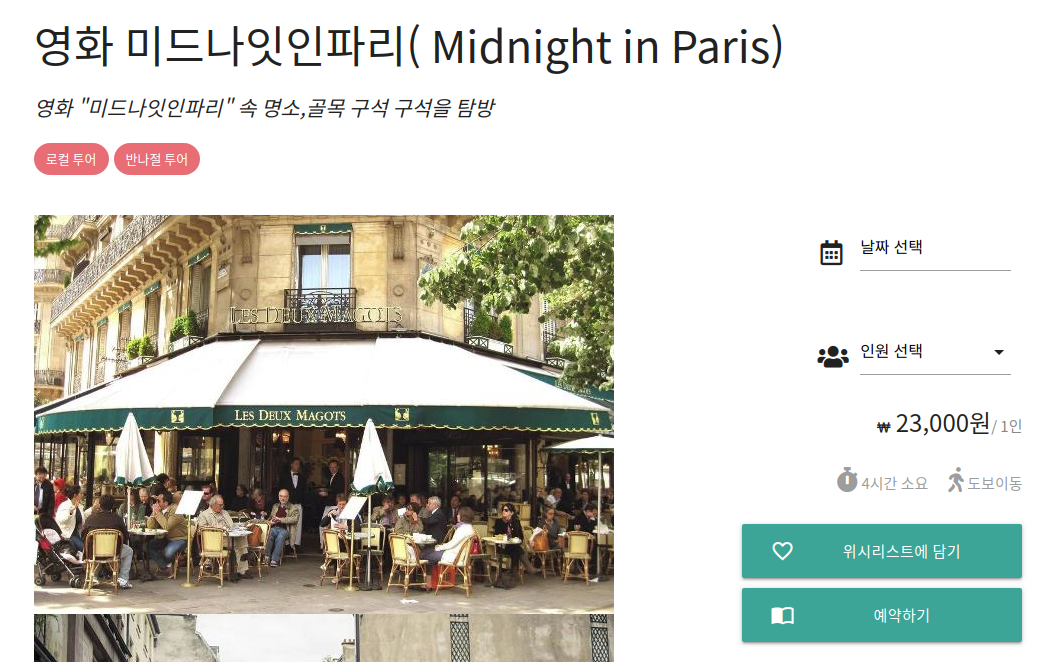 영화 미드나잇인파리( Midnight in Paris)
영화 "미드나잇인파리" 속 명소,골목 구석 구석을 탐방
로컬 투어 반나절 투어
날짜 선택
LES DEUX MAGOTS
인원 선택
LES DEUX MAGOTS
₩ 23,000원/ 1인
4시간 소요 도보이동
위시리스트에 담기
예약하기